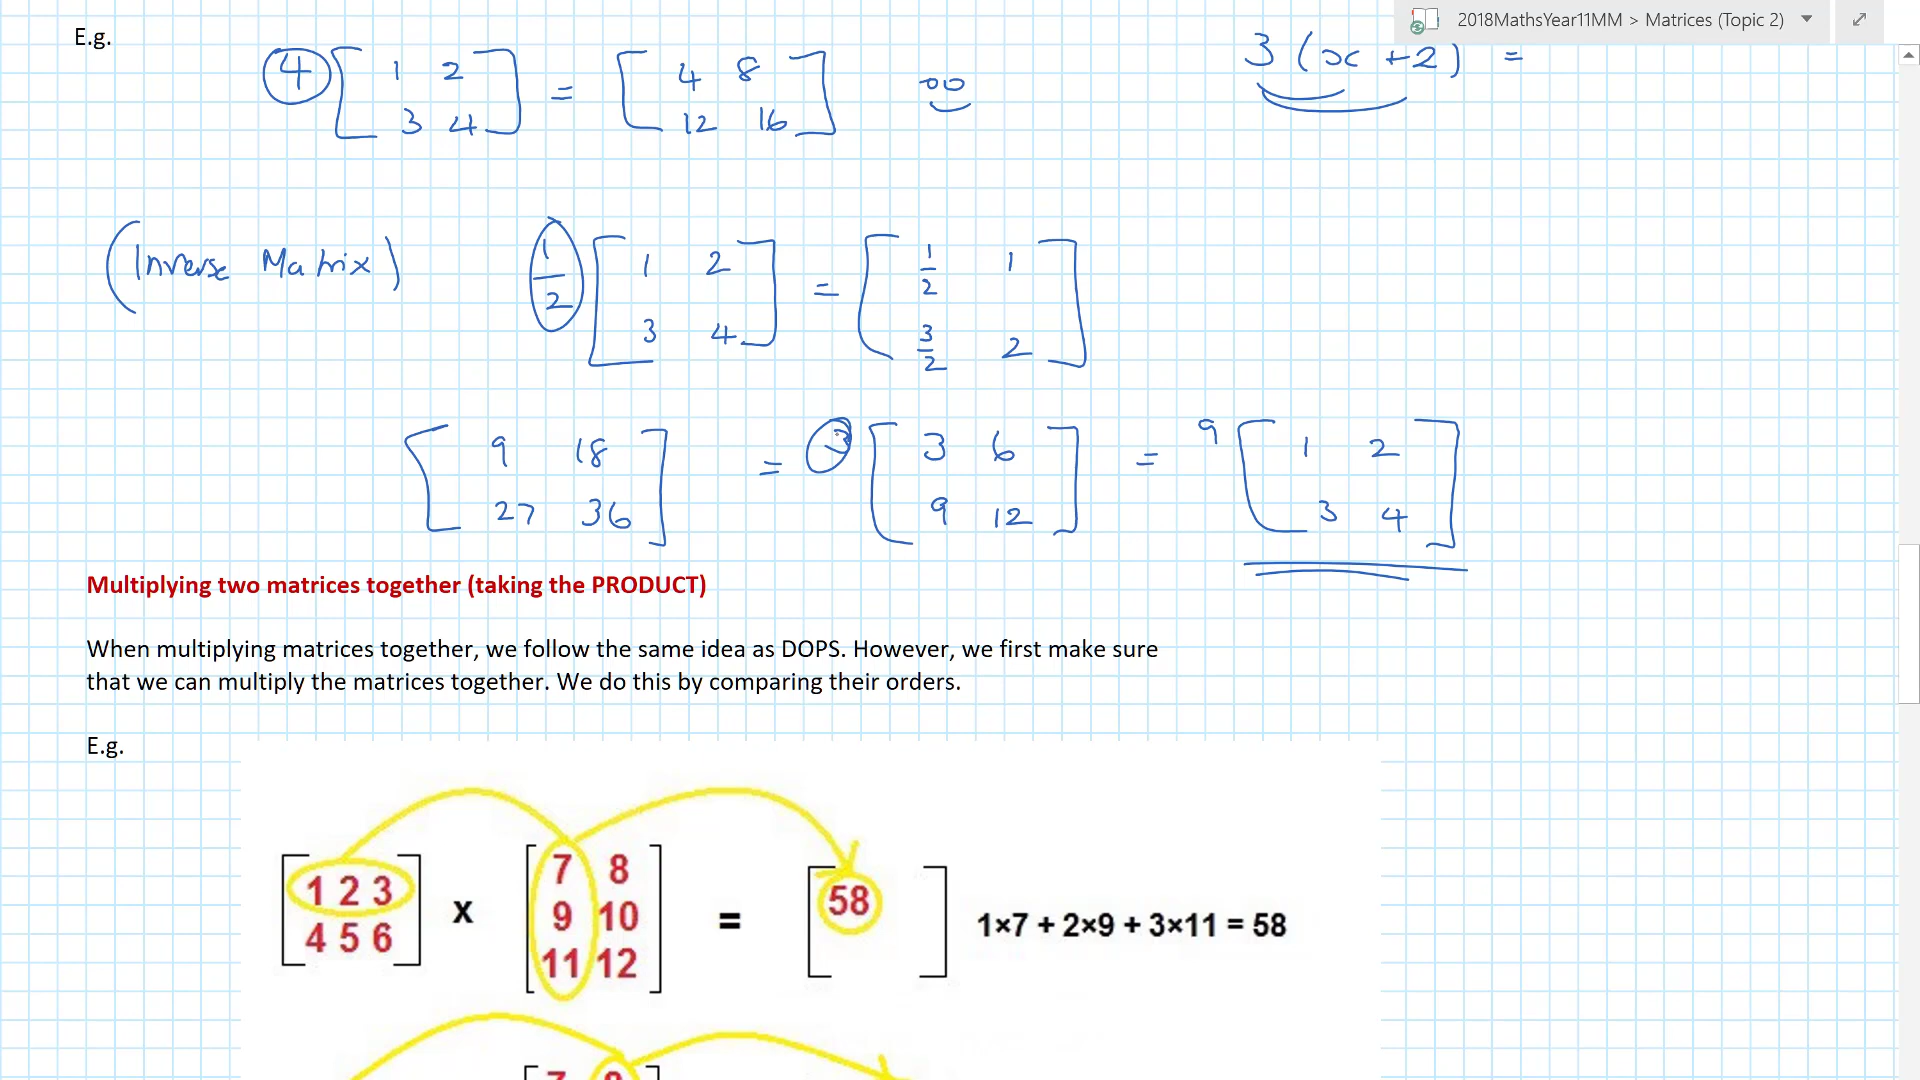 2018MathsYear11MM > Matrices (Topic 2)
E.g.
4 [ 1 2 ] = [ 4 8 ] 3 (x + 2) =
[ 3 4 ] [ 12 16 ]
(Inverse Matrix) 1/2 [ 1 2 ] = [ 1/2 1 ]
[ 3 4 ] [ 3/2 2 ]
[ 9 18 ] = 3 [ 3 6 ] = 9 [ 1 2 ]
[ 27 36 ] [ 9 12 ] [ 3 4 ]
Multiplying two matrices together (taking the PRODUCT)
When multiplying matrices together, we follow the same idea as DOPS. However, we first make sure
that we can multiply the matrices together. We do this by comparing their orders.
E.g.
[ 1 2 3 ] x [ 7 8 ] = [ 58 ] 1×7 + 2×9 + 3×11 = 58
[ 4 5 6 ] [ 9 10 ]
[ 11 12 ]